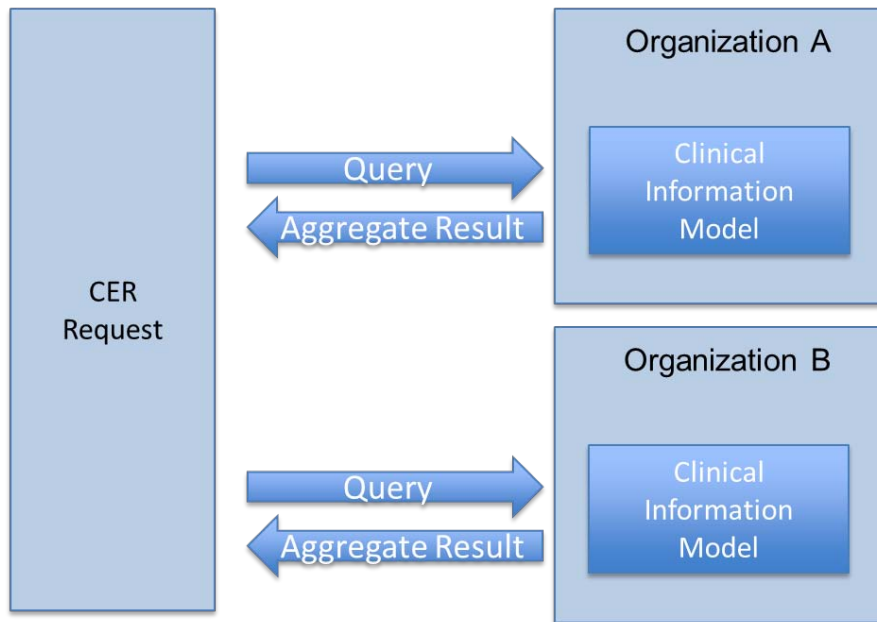 CER
Request
Query
Aggregate Result
Organization A
Clinical
Information
Model
Query
Aggregate Result
Organization B
Clinical
Information
Model